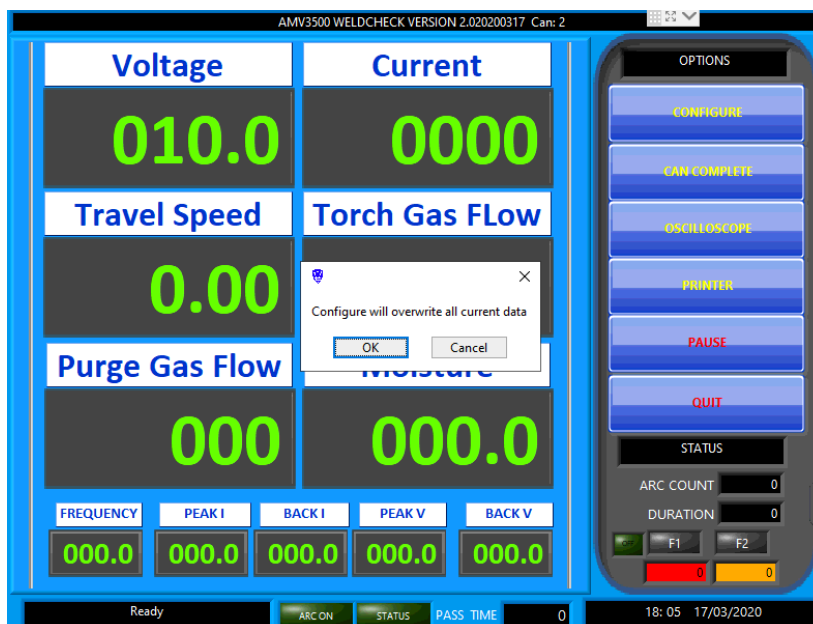 AMV3500 WELDCHECK VERSION 2.020200317 Can: 2
Voltage
Current
010.0
0000
Travel Speed
Torch Gas FLow
0.00
Configure will overwrite all current data
OK
Cancel
Purge Gas Flow
Moisture
000
000.0
FREQUENCY
PEAK I
BACK I
PEAK V
BACK V
000.0
000.0
000.0
000.0
000.0
OPTIONS
CONFIGURE
CAN COMPLETE
OSCILLOSCOPE
PRINTER
PAUSE
QUIT
STATUS
ARC COUNT
0
DURATION
0
OFF
F1
F2
0
0
Ready
ARC ON
STATUS
PASS TIME
0
18: 05 17/03/2020